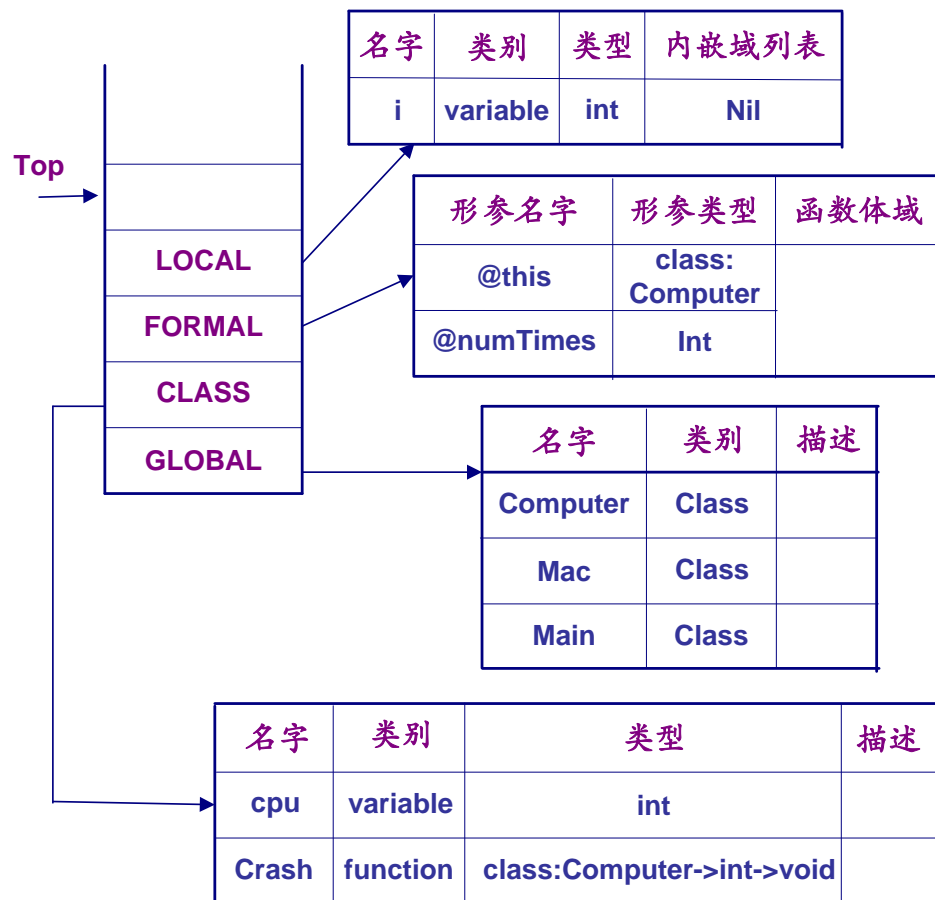 名字 类别 类型 内嵌域列表
i variable int Nil
Top
形参名字 形参类型 函数体域
@this class:
Computer
@numTimes Int
LOCAL
FORMAL
CLASS
GLOBAL
名字 类别 描述
Computer Class
Mac Class
Main Class
名字 类别 类型 描述
cpu variable int
Crash function class:Computer->int->void